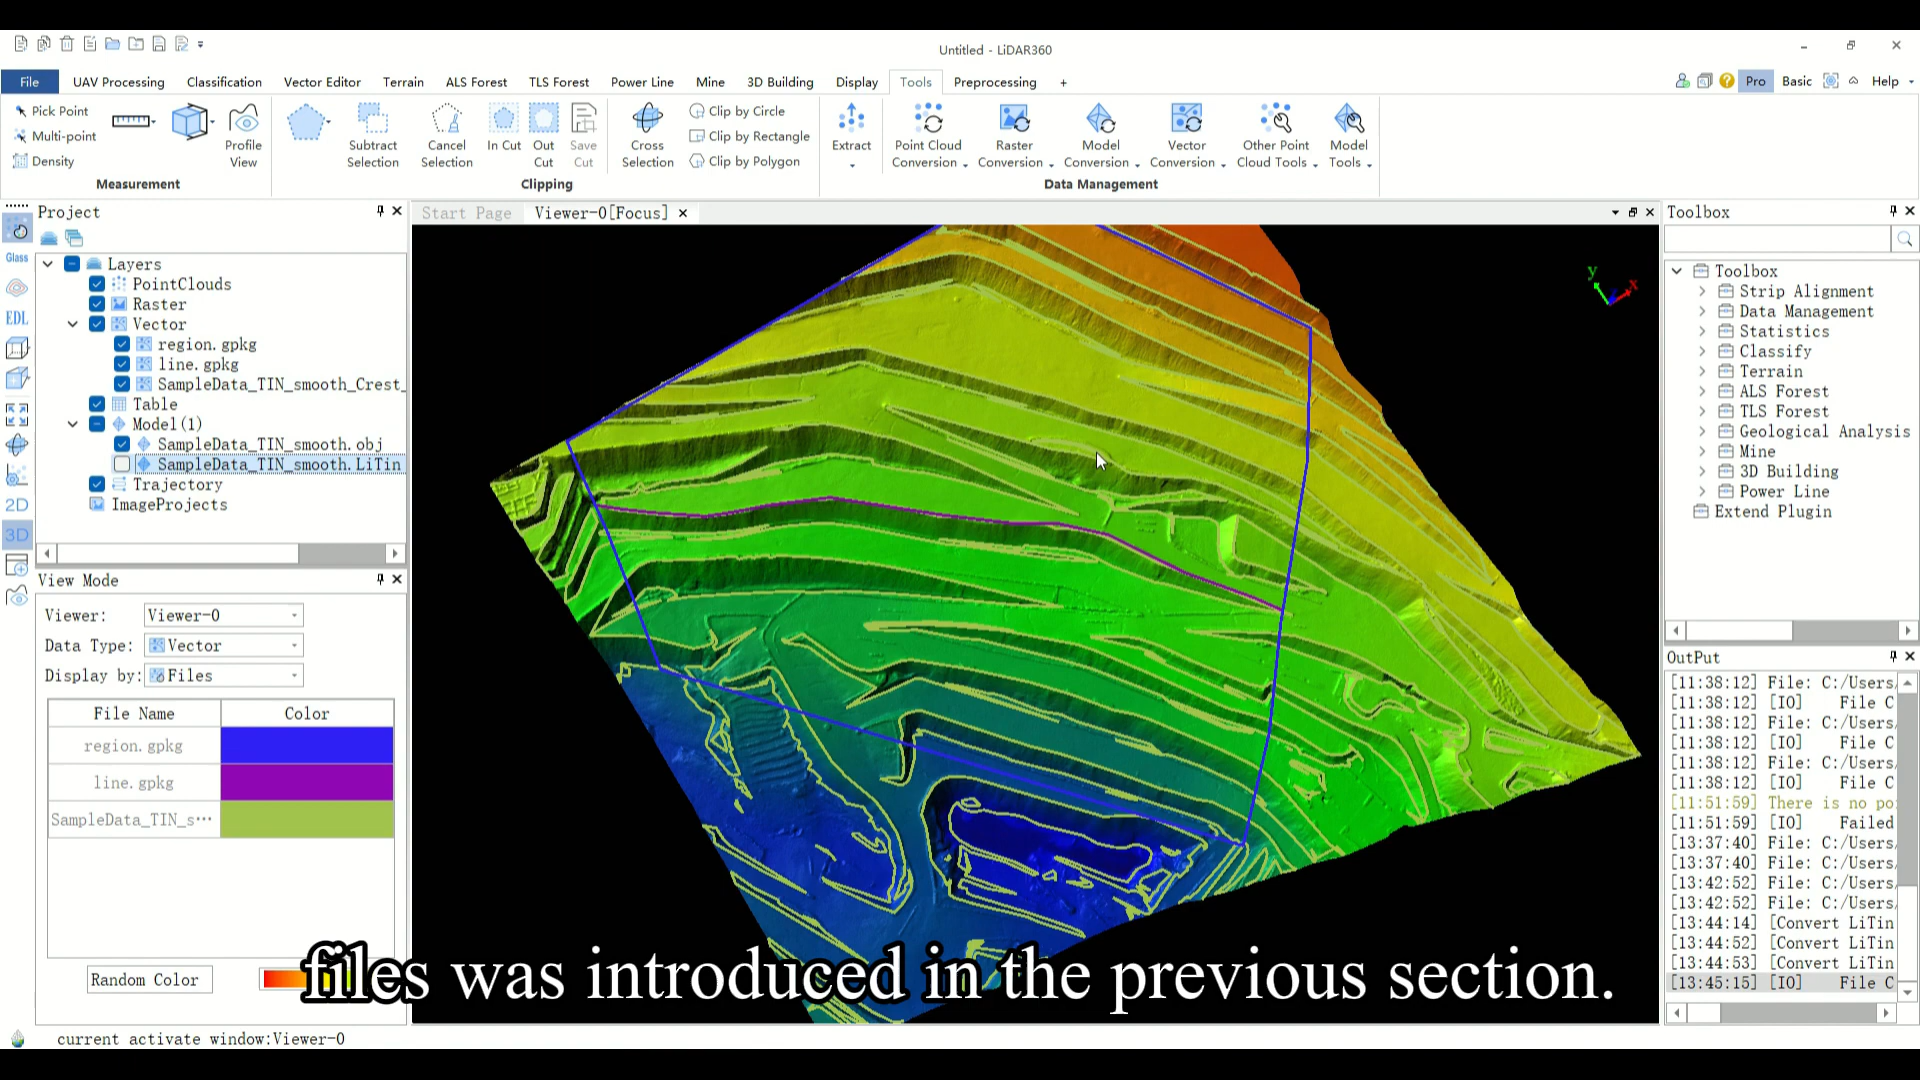 Untitled - LiDAR360
File
UAV Processing
Classification
Vector Editor
Terrain
ALS Forest
TLS Forest
Power Line
Mine
3D Building
Display
Tools
Preprocessing
+
Pro
Basic
Help
Pick Point
Multi-point
Density
Profile View
Measurement
Subtract Selection
Cancel Selection
In Cut
Out Cut
Save Cut
Cross Selection
Clip by Circle
Clip by Rectangle
Clip by Polygon
Clipping
Extract
Point Cloud Conversion
Raster Conversion
Model Conversion
Vector Conversion
Other Point Cloud Tools
Model Tools
Data Management
Project
Glass
EDL
2D
3D
Layers
PointClouds
Raster
Vector
region.gpkg
line.gpkg
SampleData_TIN_smooth_Crest_
Table
Model(1)
SampleData_TIN_smooth.obj
SampleData_TIN_smooth.LiTin
Trajectory
ImageProjects
View Mode
Viewer: Viewer-0
Data Type: Vector
Display by: Files
File Name Color
region.gpkg
line.gpkg
SampleData_TIN_s···
Random Color
Start Page
Viewer-0[Focus]
y
x
files was introduced in the previous section.
Toolbox
Toolbox
Strip Alignment
Data Management
Statistics
Classify
Terrain
ALS Forest
TLS Forest
Geological Analysis
Mine
3D Building
Power Line
Extend Plugin
OutPut
[11:38:12] File: C:/Users,
[11:38:12] [IO] File C
[11:38:12] File: C:/Users,
[11:38:12] [IO] File C
[11:38:12] File: C:/Users,
[11:38:12] [IO] File C
[11:51:59] There is no po
[11:51:59] [IO] Failed
[13:37:40] File: C:/Users,
[13:37:40] File: C:/Users,
[13:42:52] File: C:/Users,
[13:42:52] File: C:/Users,
[13:44:14] [Convert LiTin
[13:44:52] [Convert LiTin
[13:44:53] [Convert LiTin
[13:45:15] [IO] File C
current activate window:Viewer-0